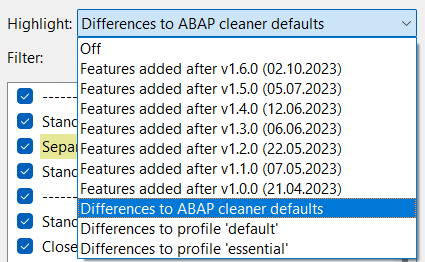 Highlight: Differences to ABAP cleaner defaults
Off
Filter:
Features added after v1.6.0 (02.10.2023)
Features added after v1.5.0 (05.07.2023)
Features added after v1.4.0 (12.06.2023)
Features added after v1.3.0 (06.06.2023)
Features added after v1.2.0 (22.05.2023)
Features added after v1.1.0 (07.05.2023)
Features added after v1.0.0 (21.04.2023)
Differences to ABAP cleaner defaults
Differences to profile 'default'
Differences to profile 'essential'
------
Stand
Separ
Stand
------
Stand
Close